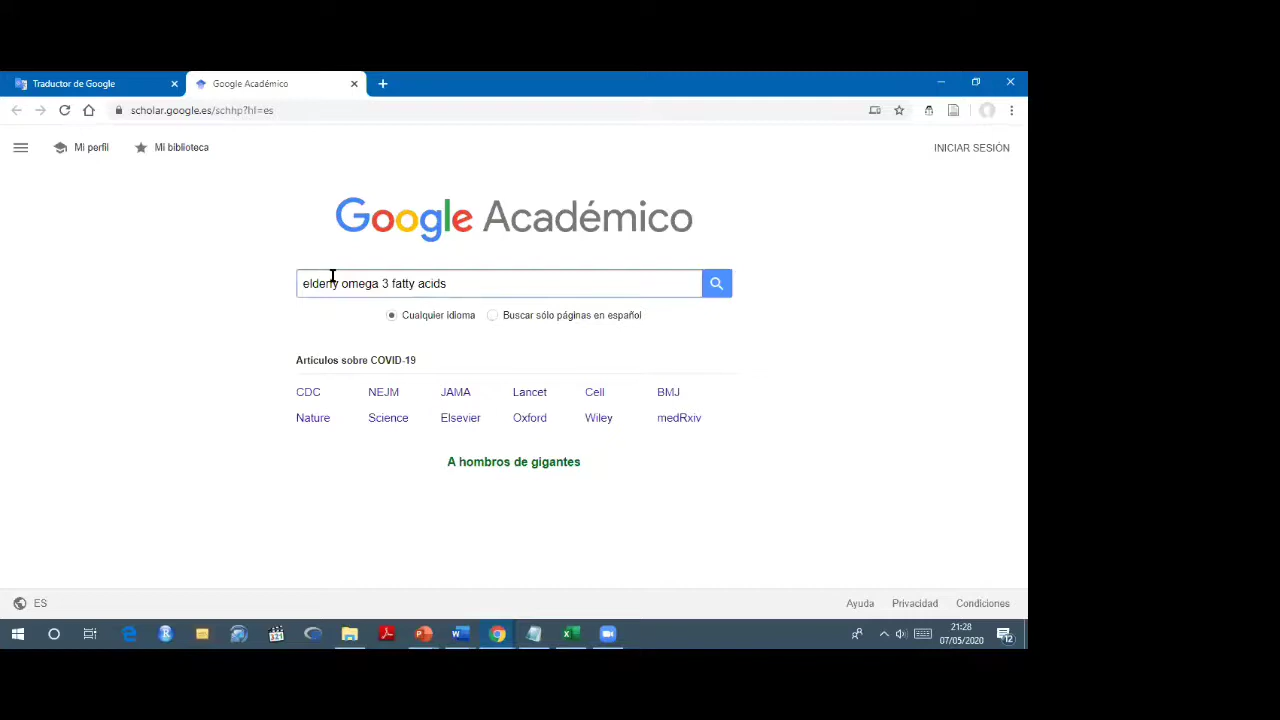 Traductor de Google
Google Académico
scholar.google.es/schhp?hl=es
Mi perfil
Mi biblioteca
INICIAR SESIÓN
Google Académico
elderly omega 3 fatty acids
Cualquier idioma
Buscar sólo páginas en español
Artículos sobre COVID-19
CDC NEJM JAMA Lancet Cell BMJ
Nature Science Elsevier Oxford Wiley medRxiv
A hombros de gigantes
ES
Ayuda Privacidad Condiciones
21:28
07/05/2020
12